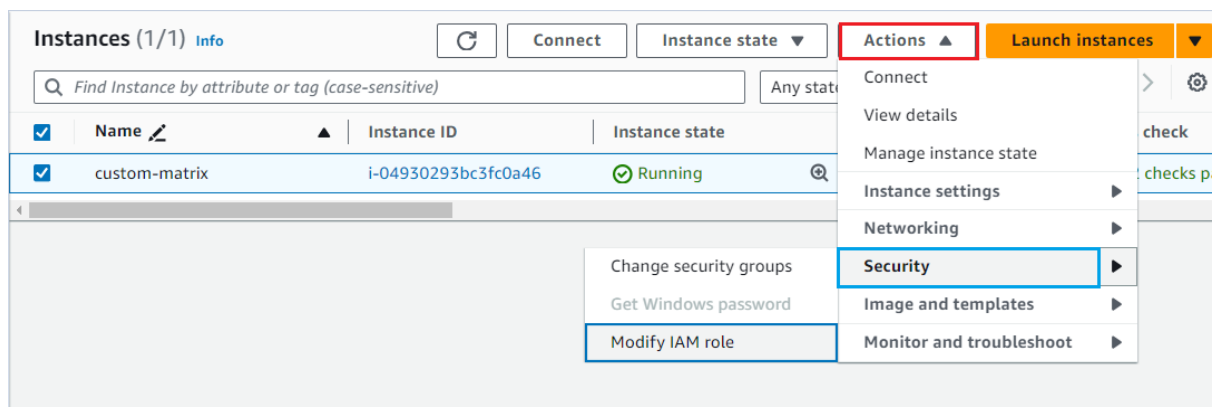 Instances (1/1) Info Connect Instance state Actions Launch instances
Find Instance by attribute or tag (case-sensitive) Any state
Connect
View details
Manage instance state
Name Instance ID Instance state check
custom-matrix i-04930293bc3fc0a46 Running checks
Instance settings
Networking
Change security groups Security
Get Windows password Image and templates
Modify IAM role Monitor and troubleshoot